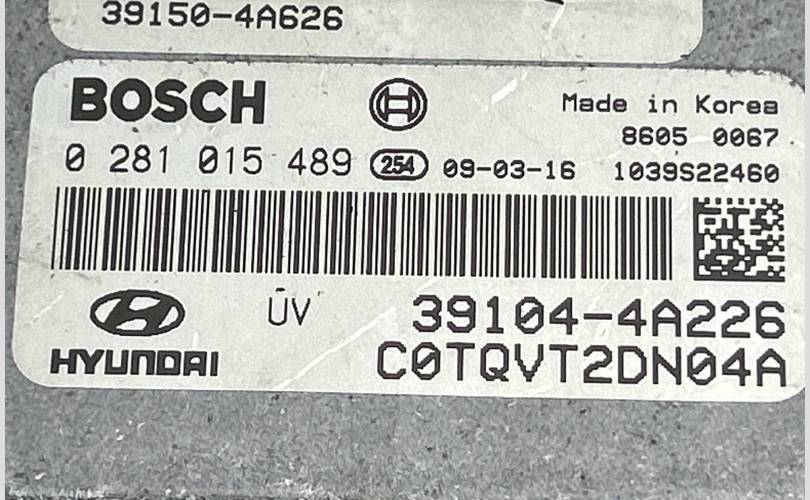 39150-4A626
BOSCH
Made in Korea
8605 0067
0 281 015 489 254 09-03-16 1039S22460
HYUNDAI
ÜV
39104-4A226
C0TQVT2DN04A